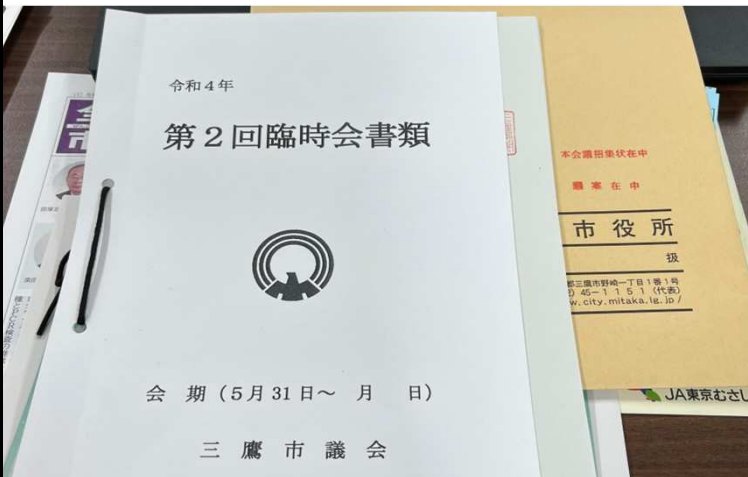 令和４年
第２回臨時会書類
会　期（５月31日～　月　　日）
三　鷹　市　議　会
本会議招集状在中
議 案 在 中
市 役 所
扱
三鷹市野崎一丁目１番１号
45－１１５１（代表）
w.city.mitaka.lg.jp/
JA東京むさし